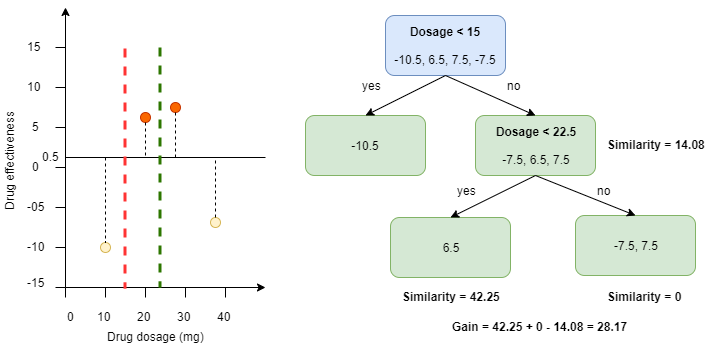 Drug effectiveness
15
10
5
0.5
0
-05
-10
-15
0 10 20 30 40
Drug dosage (mg)
Dosage < 15
-10.5, 6.5, 7.5, -7.5
yes
no
-10.5
Dosage < 22.5
-7.5, 6.5, 7.5
Similarity = 14.08
yes
no
6.5
-7.5, 7.5
Similarity = 42.25
Similarity = 0
Gain = 42.25 + 0 - 14.08 = 28.17